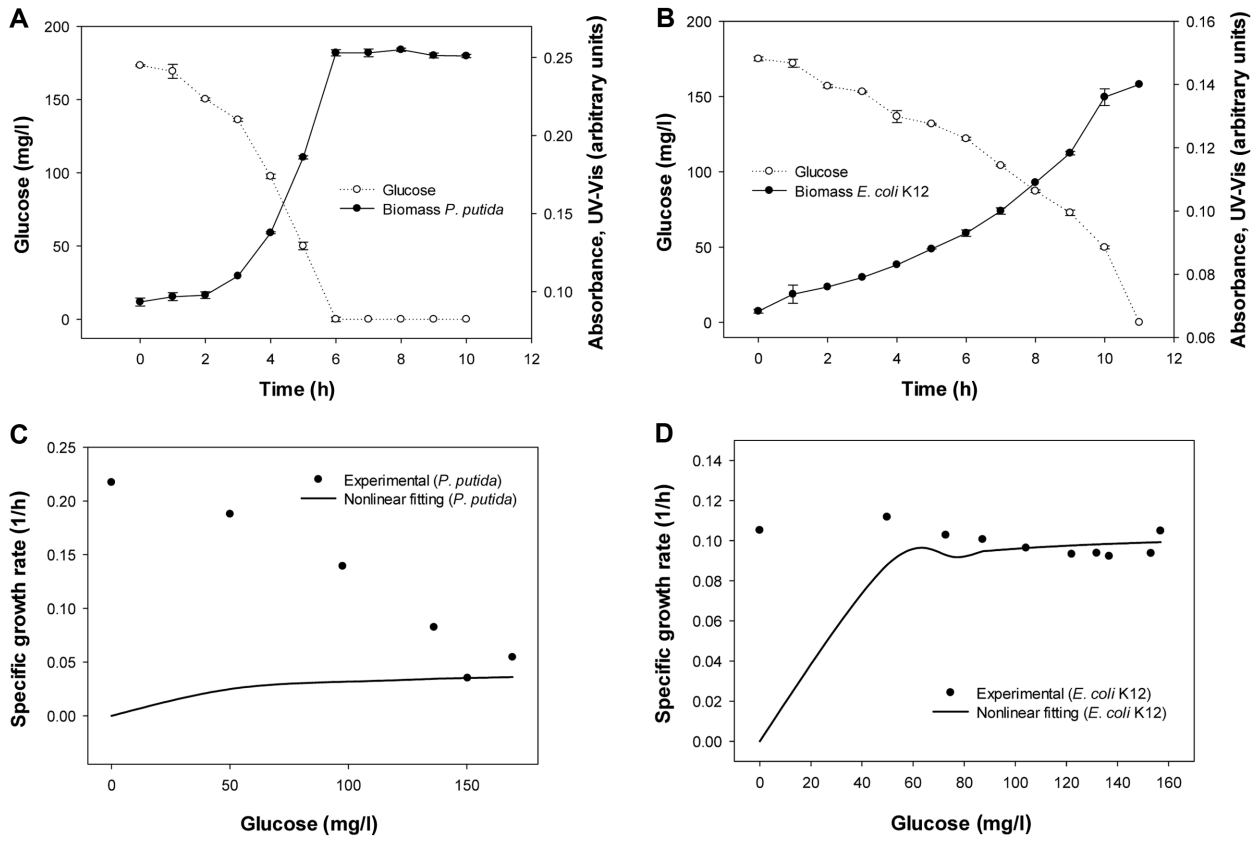 A
Glucose (mg/l)
200
150
100
50
0
0.25
0.20
0.15
0.10
Absorbance, UV-Vis (arbitrary units)
Glucose
Biomass P. putida
0 2 4 6 8 10 12
Time (h)
B
Glucose (mg/l)
200
150
100
50
0
0.16
0.14
0.12
0.10
0.08
0.06
Absorbance, UV-Vis (arbitrary units)
Glucose
Biomass E. coli K12
0 2 4 6 8 10 12
Time (h)
C
Specific growth rate (1/h)
0.25
0.20
0.15
0.10
0.05
0.00
Experimental (P. putida)
Nonlinear fitting (P. putida)
0 50 100 150
Glucose (mg/l)
D
Specific growth rate (1/h)
0.14
0.12
0.10
0.08
0.06
0.04
0.02
0.00
Experimental (E. coli K12)
Nonlinear fitting (E. coli K12)
0 20 40 60 80 100 120 140 160
Glucose (mg/l)